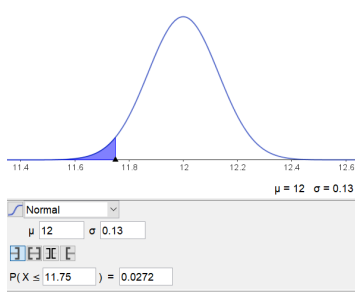 11.4 11.6 11.8 12 12.2 12.4 12.6
μ = 12 σ = 0.13
Normal
μ 12 σ 0.13
P( X ≤ 11.75 ) = 0.0272